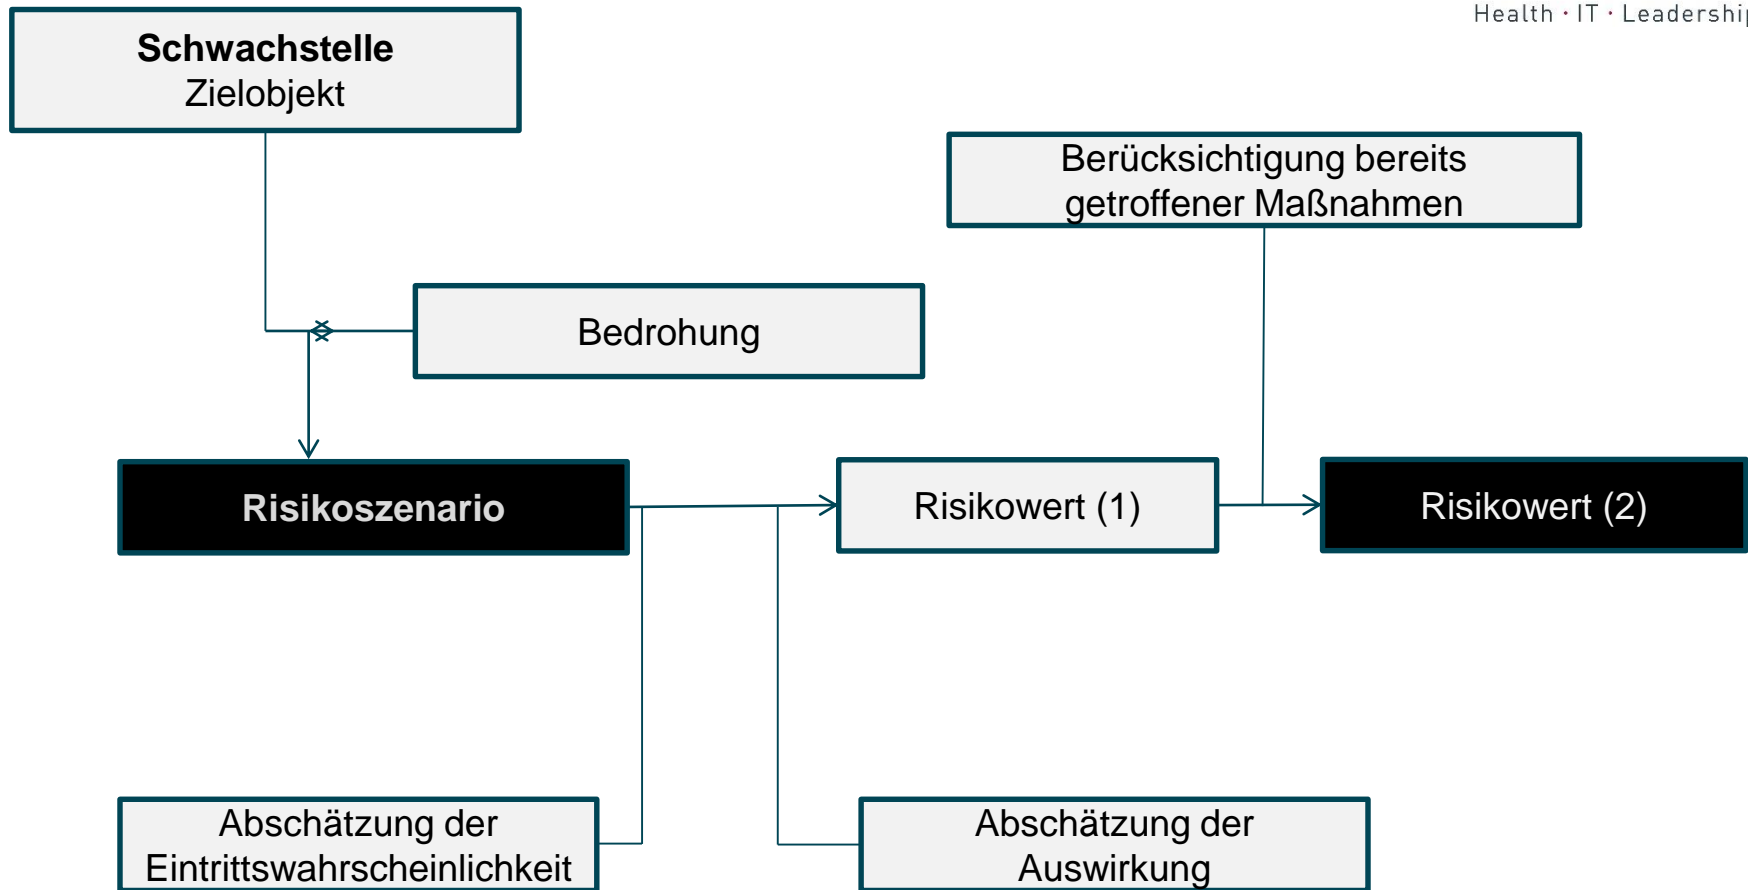 Health · IT · Leadership
Schwachstelle
Zielobjekt
Berücksichtigung bereits
getroffener Maßnahmen
Bedrohung
Risikoszenario
Risikowert (1)
Risikowert (2)
Abschätzung der
Eintrittswahrscheinlichkeit
Abschätzung der
Auswirkung